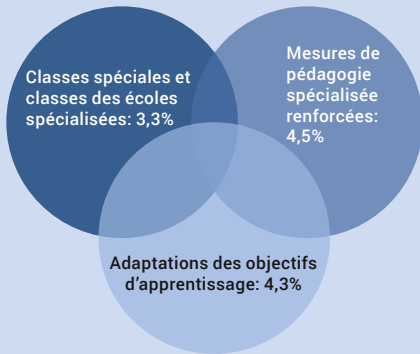 Classes spéciales et
classes des écoles
spécialisées: 3,3%
Mesures de
pédagogie
spécialisée
renforcées:
4,5%
Adaptations des objectifs
d'apprentissage: 4,3%